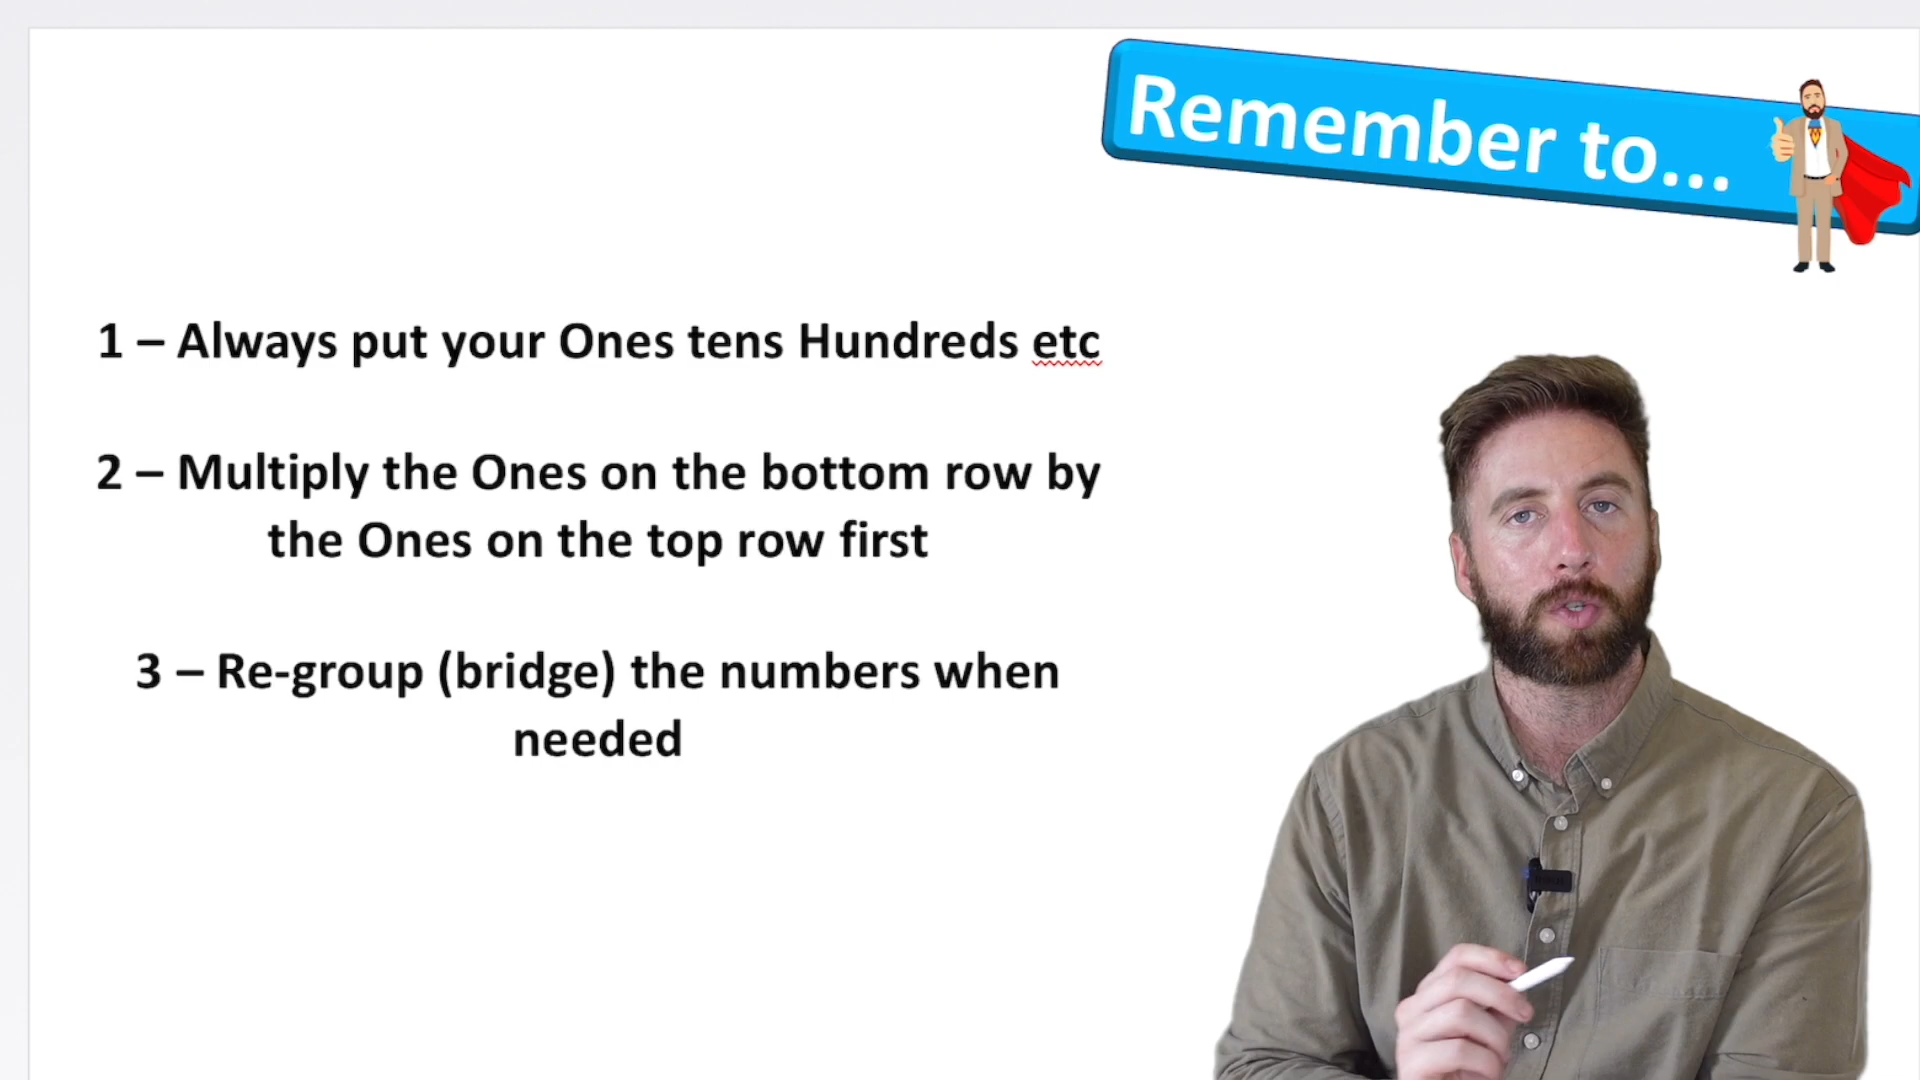 Remember to...
1 – Always put your Ones tens Hundreds etc
2 – Multiply the Ones on the bottom row by
the Ones on the top row first
3 – Re-group (bridge) the numbers when
needed